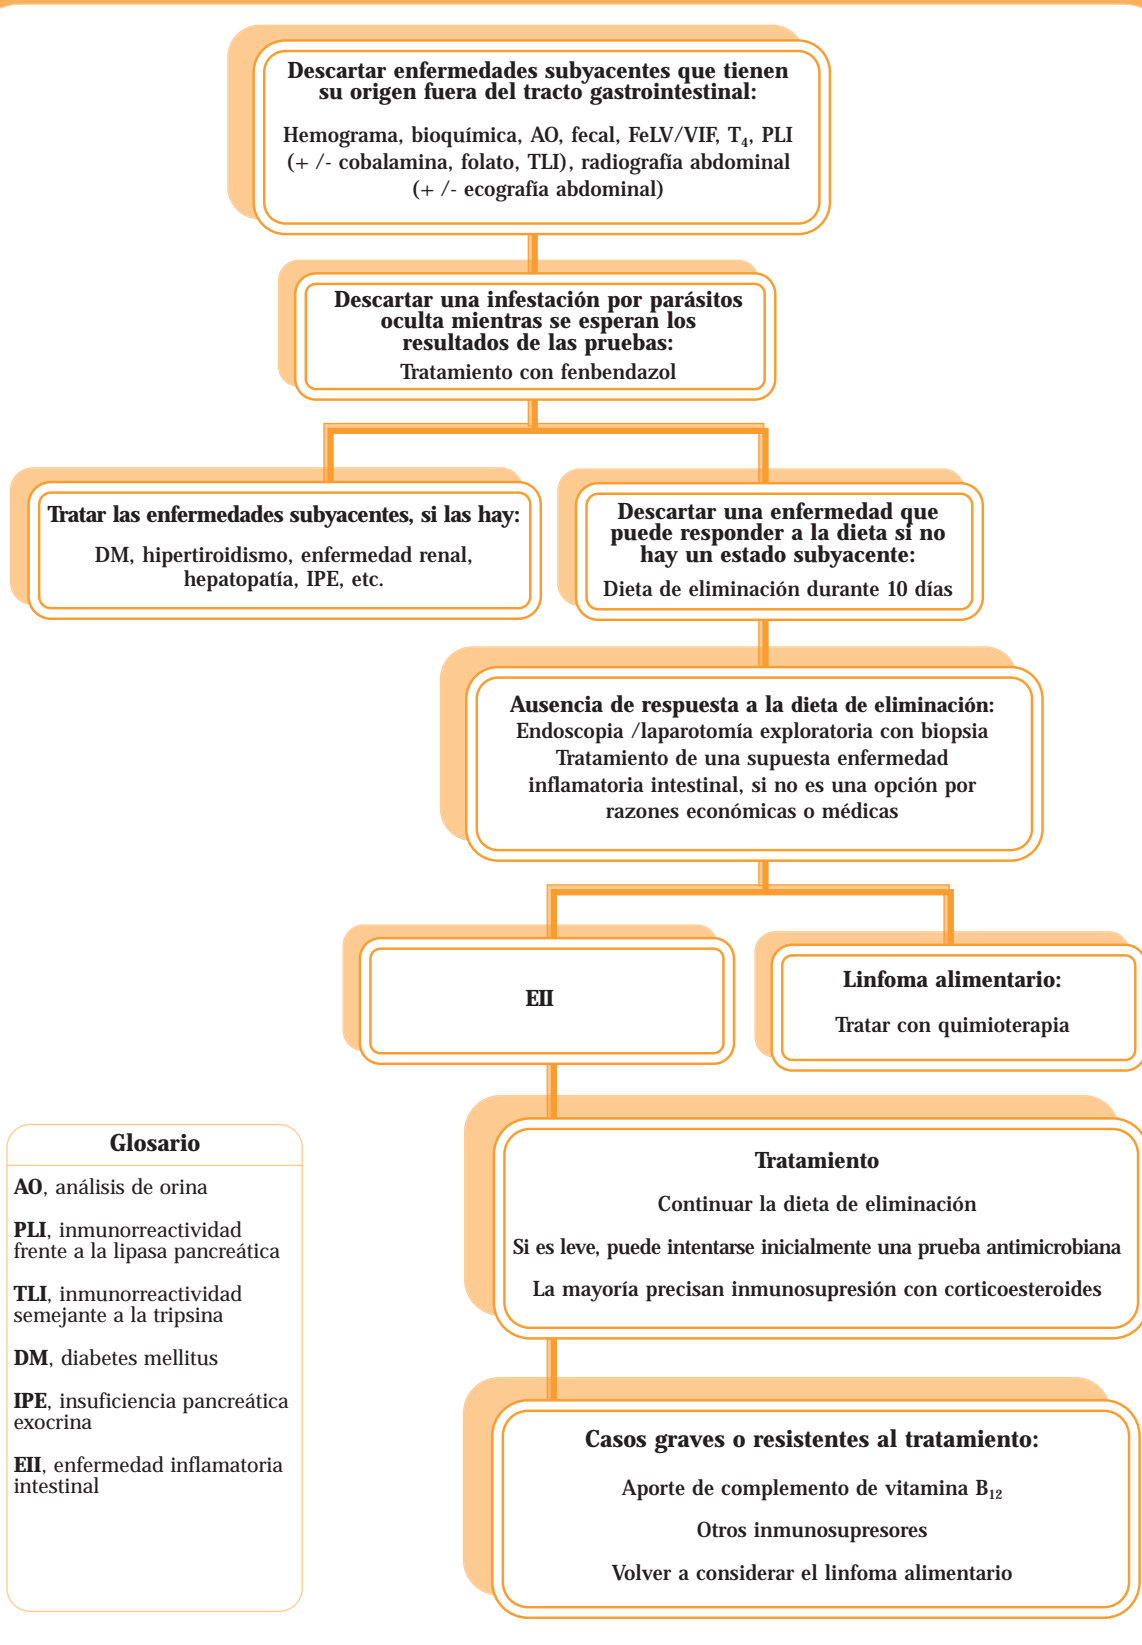 Descartar enfermedades subyacentes que tienen
su origen fuera del tracto gastrointestinal:
Hemograma, bioquímica, AO, fecal, FeLV/VIF, T₄, PLI
(+ /- cobalamina, folato, TLI), radiografía abdominal
(+ /- ecografía abdominal)
Descartar una infestación por parásitos
oculta mientras se esperan los
resultados de las pruebas:
Tratamiento con fenbendazol
Tratar las enfermedades subyacentes, si las hay:
DM, hipertiroidismo, enfermedad renal,
hepatopatía, IPE, etc.
Descartar una enfermedad que
puede responder a la dieta si no
hay un estado subyacente:
Dieta de eliminación durante 10 días
Ausencia de respuesta a la dieta de eliminación:
Endoscopia /laparotomía exploratoria con biopsia
Tratamiento de una supuesta enfermedad
inflamatoria intestinal, si no es una opción por
razones económicas o médicas
EII
Linfoma alimentario:
Tratar con quimioterapia
Tratamiento
Continuar la dieta de eliminación
Si es leve, puede intentarse inicialmente una prueba antimicrobiana
La mayoría precisan inmunosupresión con corticoesteroides
Casos graves o resistentes al tratamiento:
Aporte de complemento de vitamina B₁₂
Otros inmunosupresores
Volver a considerar el linfoma alimentario
Glosario
AO, análisis de orina
PLI, inmunorreactividad
frente a la lipasa pancreática
TLI, inmunorreactividad
semejante a la tripsina
DM, diabetes mellitus
IPE, insuficiencia pancreática
exocrina
EII, enfermedad inflamatoria
intestinal